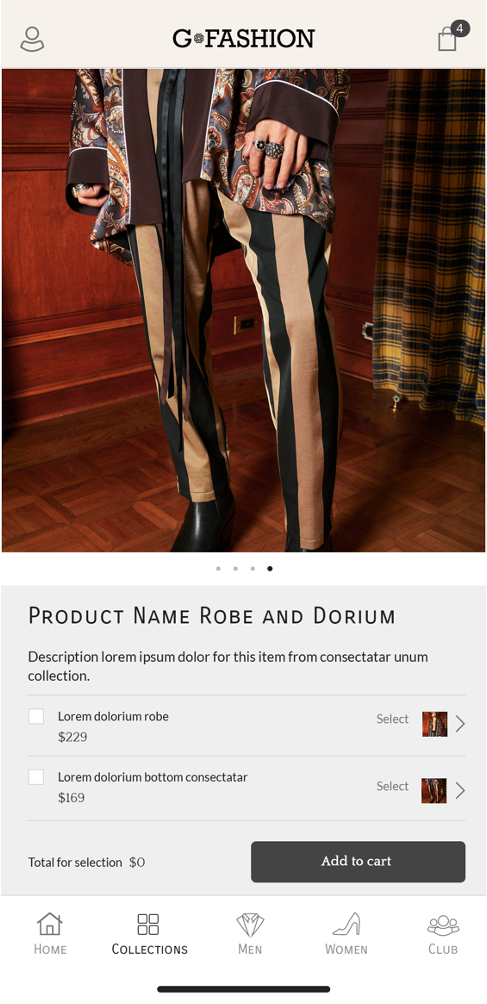 G FASHION
4
Product Name Robe and Dorium
Description lorem ipsum dolor for this item from consectatar unum
collection.
Lorem dolorium robe
$229
Select
Lorem dolorium bottom consectatar
$169
Select
Total for selection $0
Add to cart
Home
Collections
Men
Women
Club